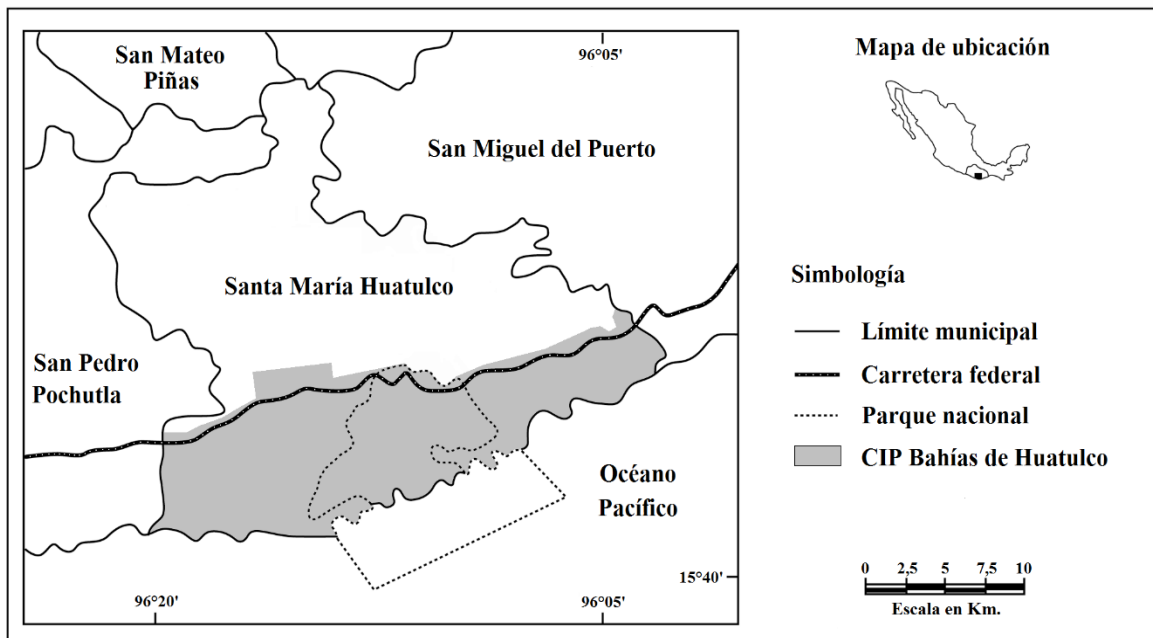 San Mateo
Piñas
96°05'
San Miguel del Puerto
Santa María Huatulco
San Pedro
Pochutla
Océano
Pacífico
15°40'
96°20'
96°05'
Mapa de ubicación
Simbología
Límite municipal
Carretera federal
Parque nacional
CIP Bahías de Huatulco
0 2,5 5 7,5 10
Escala en Km.